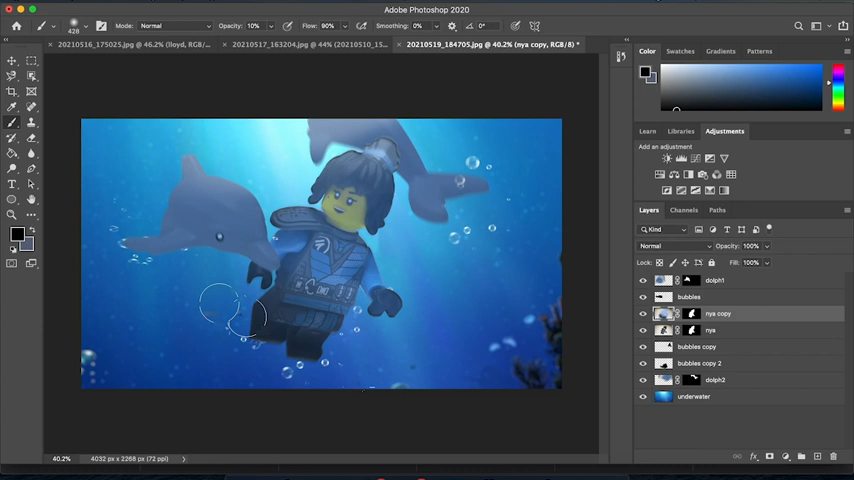 Adobe Photoshop 2020
428
Mode: Normal
Opacity: 10%
Flow: 90%
Smoothing: 0%
0°
20210516_175025.jpg @ 46.2% (lloyd, RGB/...
20210517_163204.jpg @ 44% (20210510_15...
20210519_184705.jpg @ 40.2% (nya copy, RGB/8) *
Color
Swatches
Gradients
Patterns
Learn
Libraries
Adjustments
Add an adjustment
Layers
Channels
Paths
Kind
Normal
Opacity: 100%
Lock:
Fill: 100%
dolph1
bubbles
nya copy
nya
bubbles copy
bubbles copy 2
dolph2
underwater
fx
40.2%
4032 px x 2268 px (72 ppi)